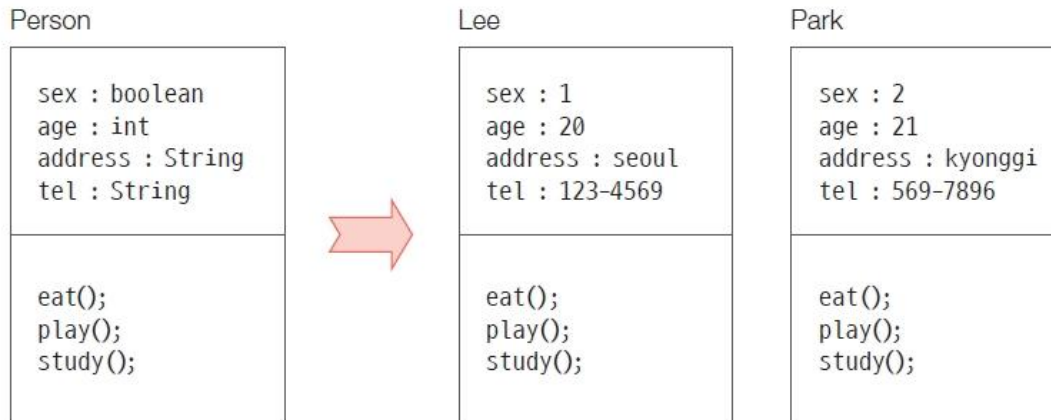 Person
sex : boolean
age : int
address : String
tel : String
eat();
play();
study();
Lee
sex : 1
age : 20
address : seoul
tel : 123-4569
eat();
play();
study();
Park
sex : 2
age : 21
address : kyonggi
tel : 569-7896
eat();
play();
study();